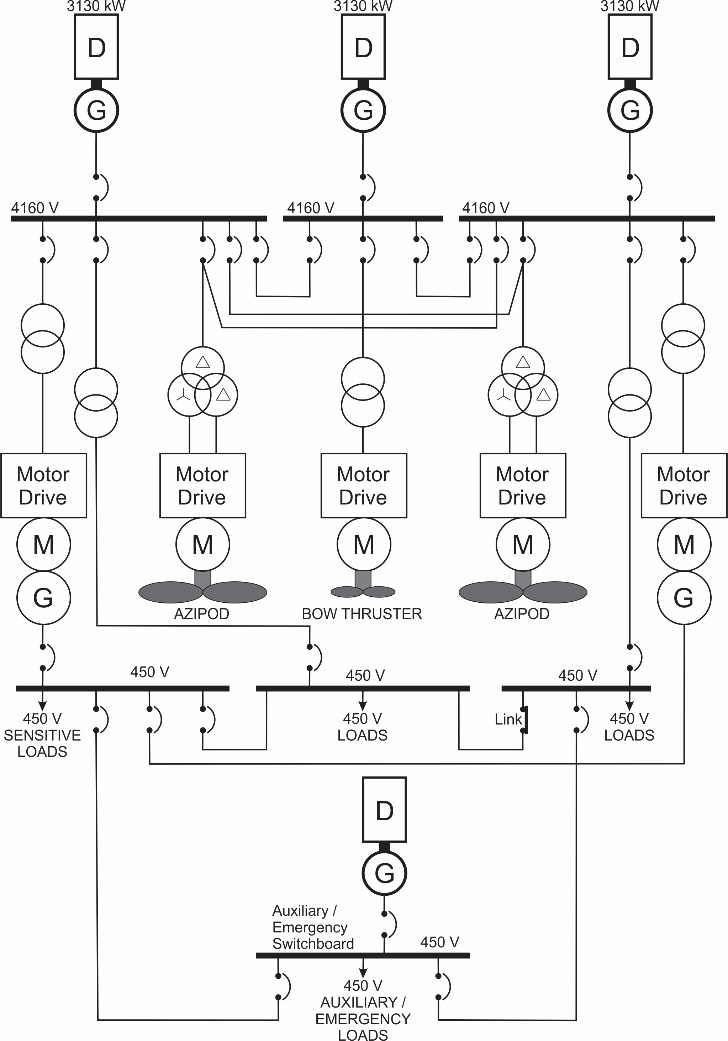 3130 kW
3130 kW
3130 kW
D
D
D
G
G
G
4160 V
4160 V
4160 V
Motor
Drive
Motor
Drive
Motor
Drive
Motor
Drive
Motor
Drive
M
M
M
M
M
G
G
AZIPOD
BOW THRUSTER
AZIPOD
450 V
450 V
450 V
450 V
SENSITIVE
LOADS
450 V
LOADS
Link
450 V
LOADS
D
G
Auxiliary /
Emergency
Switchboard
450 V
450 V
AUXILIARY /
EMERGENCY
LOADS